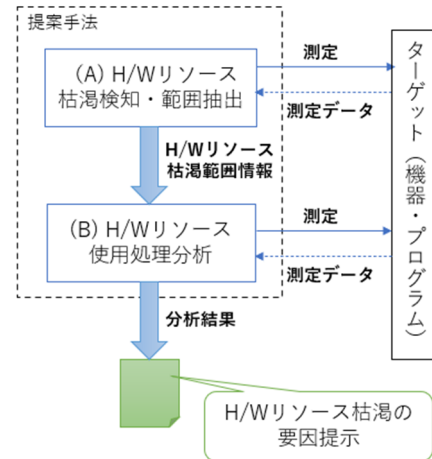 提案手法
(A) H/Wリソース
枯渇検知・範囲抽出
測定
測定データ
H/Wリソース
枯渇範囲情報
(B) H/Wリソース
使用処理分析
測定
測定データ
ターゲット（機器・プログラム）
分析結果
H/Wリソース枯渇の
要因提示